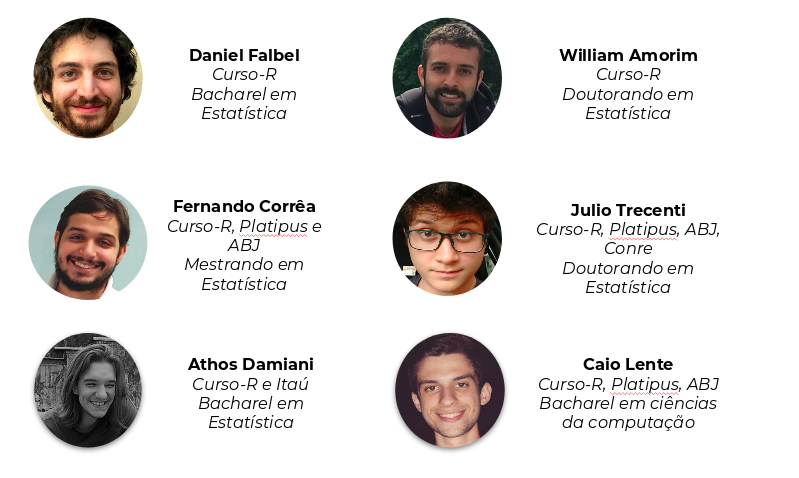 Daniel Falbel
Curso-R
Bacharel em
Estatística
William Amorim
Curso-R
Doutorando em
Estatística
Fernando Corrêa
Curso-R, Platipus e
ABJ
Mestrando em
Estatística
Julio Trecenti
Curso-R, Platipus, ABJ,
Conre
Doutorando em
Estatística
Athos Damiani
Curso-R e Itaú
Bacharel em
Estatística
Caio Lente
Curso-R, Platipus, ABJ
Bacharel em ciências
da computação